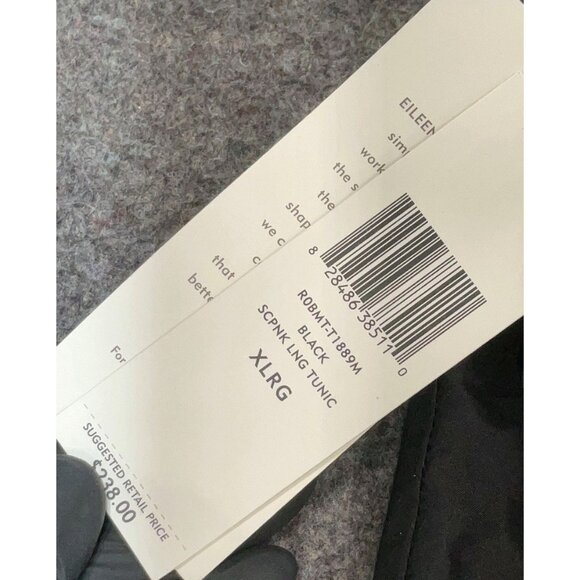 EILEEN
sim
work
the s
the
shap
we c
c
that
bette
For
8 28486 38511 0
R0BMT-T1889M
BLACK
SCPNK LNG TUNIC
XLRG
SUGGESTED RETAIL PRICE
$238.00